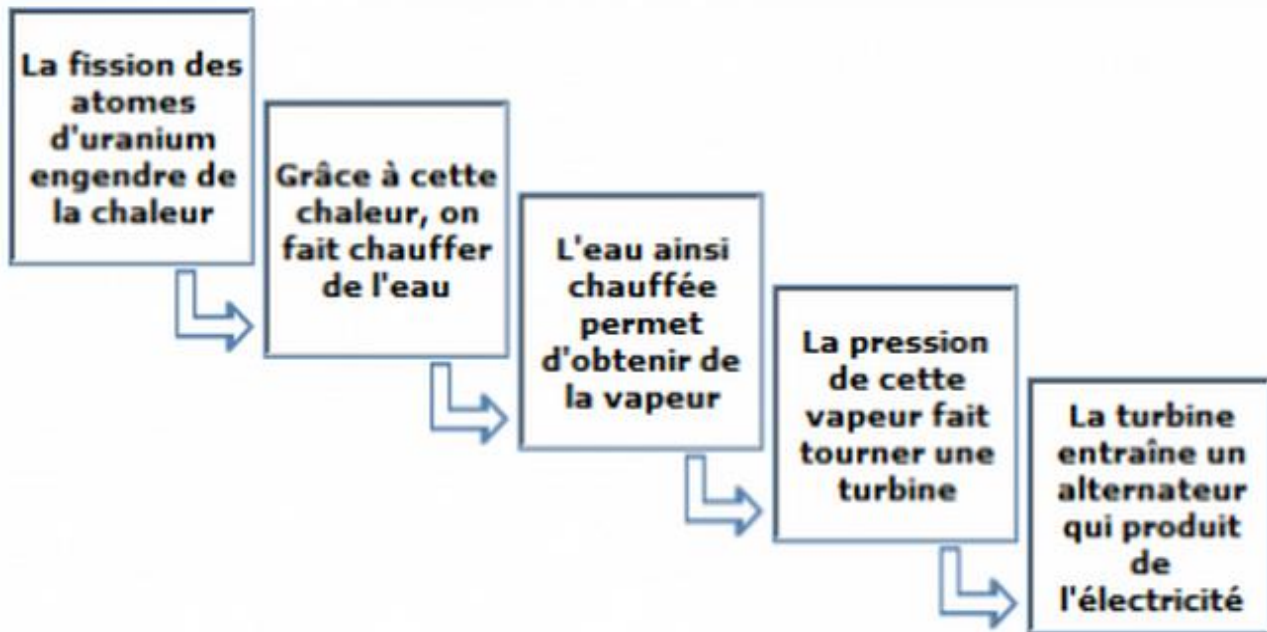 La fission des
atomes
d'uranium
engendre de
la chaleur
Grâce à cette
chaleur, on
fait chauffer
de l'eau
L'eau ainsi
chauffée
permet
d'obtenir de
la vapeur
La pression
de cette
vapeur fait
tourner une
turbine
La turbine
entraîne un
alternateur
qui produit
de
l'électricité